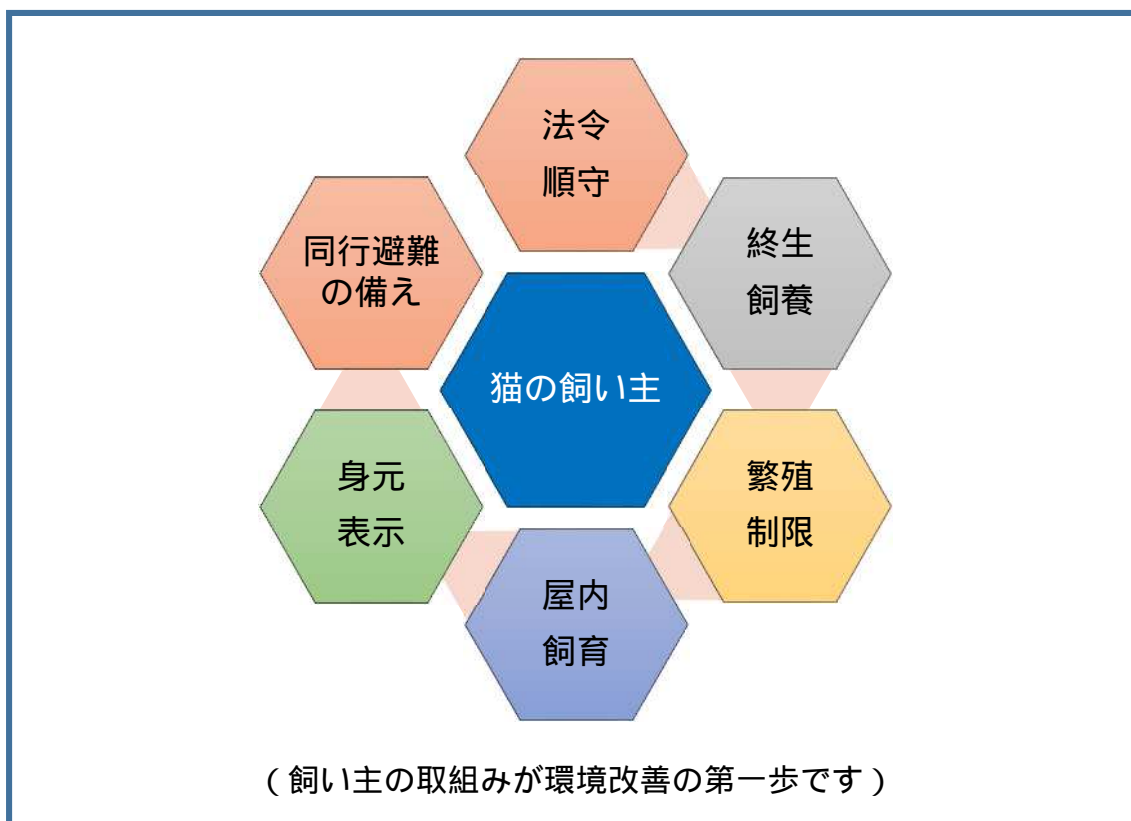 法令
順守
終生
飼養
繁殖
制限
屋内
飼育
身元
表示
同行避難
の備え
猫の飼い主
（飼い主の取組みが環境改善の第一歩です）